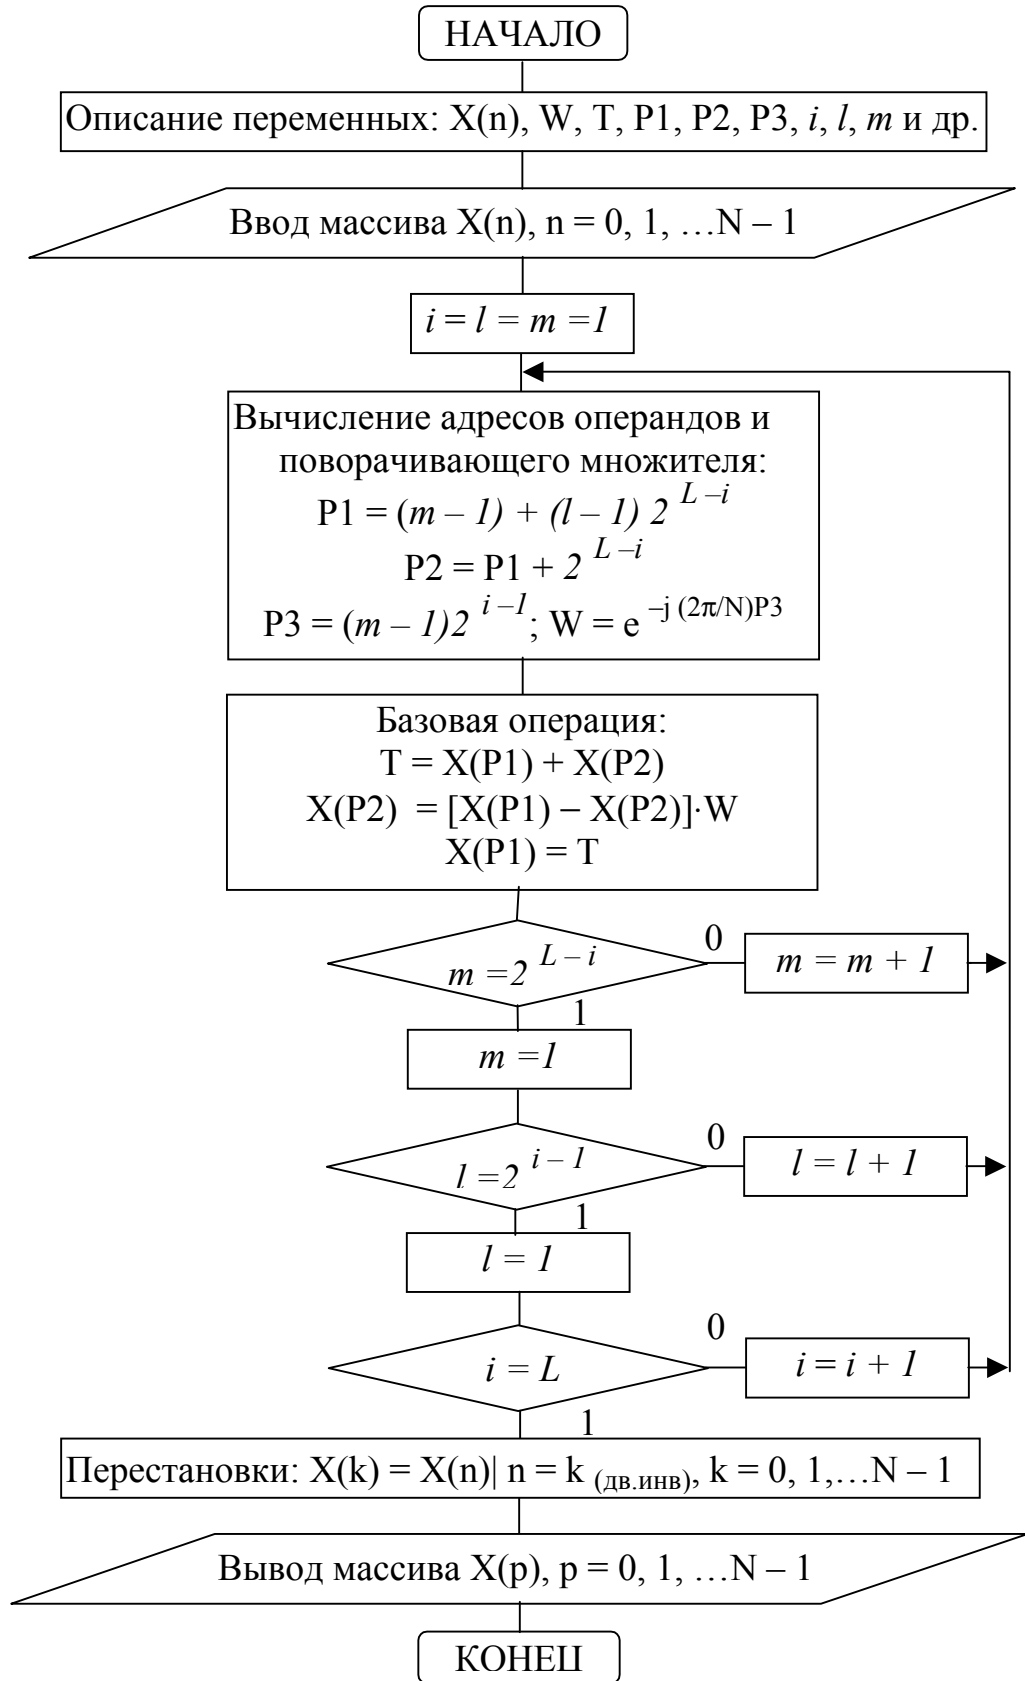 НАЧАЛО
Описание переменных: X(n), W, T, P1, P2, P3, i, l, m и др.
Ввод массива X(n), n = 0, 1, …N – 1
i = l = m =1
Вычисление адресов операндов и
поворачивающего множителя:
P1 = (m – 1) + (l – 1) 2 ^{L –i}
P2 = P1 + 2 ^{L –i}
P3 = (m – 1)2 ^{i –1}; W = e ^{–j (2π/N)P3}
Базовая операция:
T = X(P1) + X(P2)
X(P2) = [X(P1) − X(P2)]·W
X(P1) = T
m =2 ^{L – i}
0
m = m + 1
1
m =1
l =2 ^{i – 1}
0
l = l + 1
1
l = 1
i = L
0
i = i + 1
1
Перестановки: X(k) = X(n)| n = k _{(дв.инв)}, k = 0, 1,…N – 1
Вывод массива X(p), p = 0, 1, …N – 1
КОНЕЦ